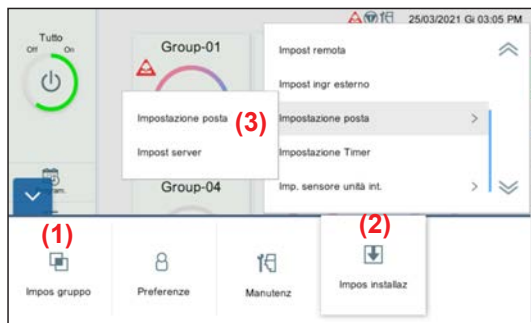 25/03/2021 Gi 03:05 PM
Tutto
Off On
Group-01
Impost remota
Impost ingr esterno
Impostazione posta
(3)
Impostazione posta
Impost server
Impostazione Timer
Group-04
Imp. sensore unità int.
(1)
(2)
Impos gruppo
Preferenze
Manutenz
Impos installaz